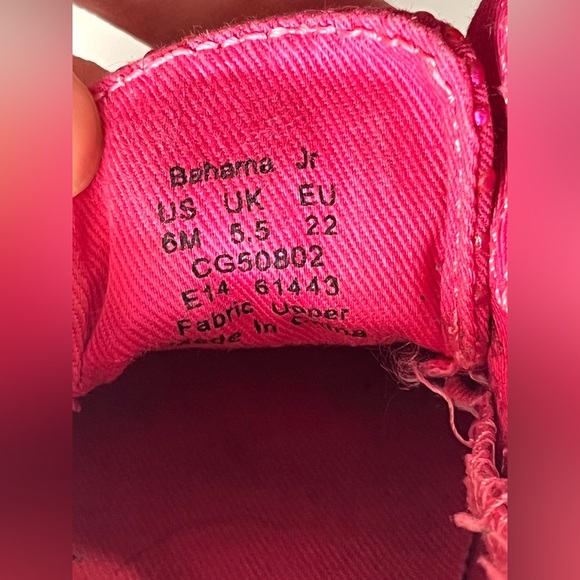 Bahama Jr
US UK EU
6M 5.5 22
CG50802
E14 61443
Fabric Upper
Made In China